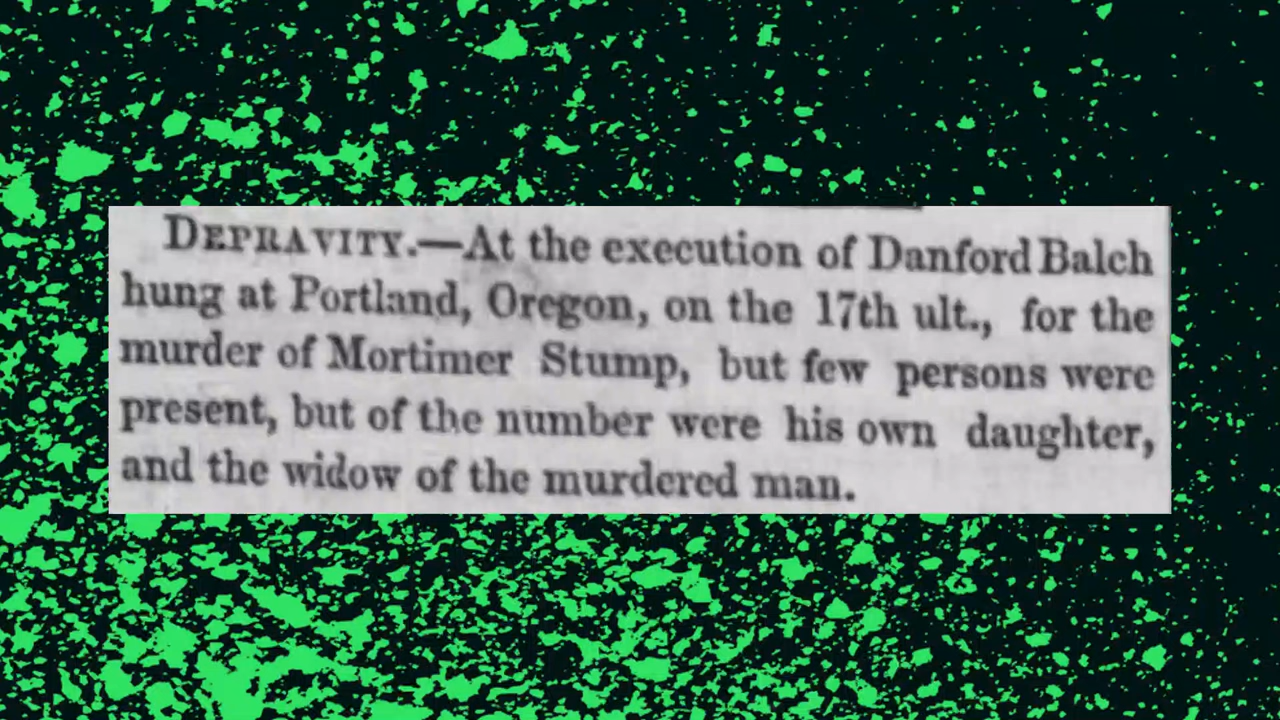 DEPRAVITY.—At the execution of Danford Balch
hung at Portland, Oregon, on the 17th ult., for the
murder of Mortimer Stump, but few persons were
present, but of the number were his own daughter,
and the widow of the murdered man.